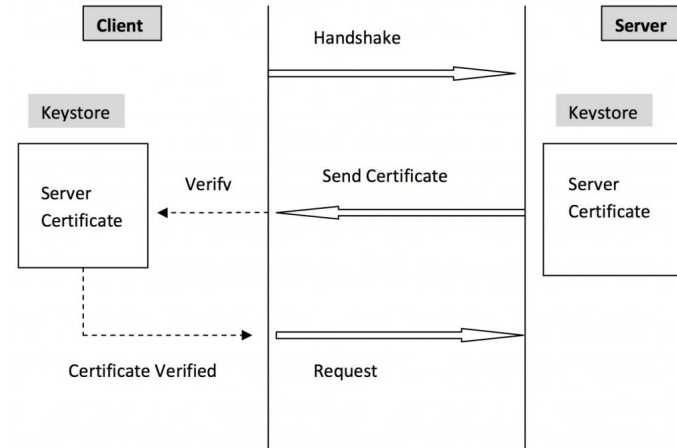 Client
Server
Handshake
Keystore
Keystore
Send Certificate
Verify
Server
Certificate
Server
Certificate
Certificate Verified
Request